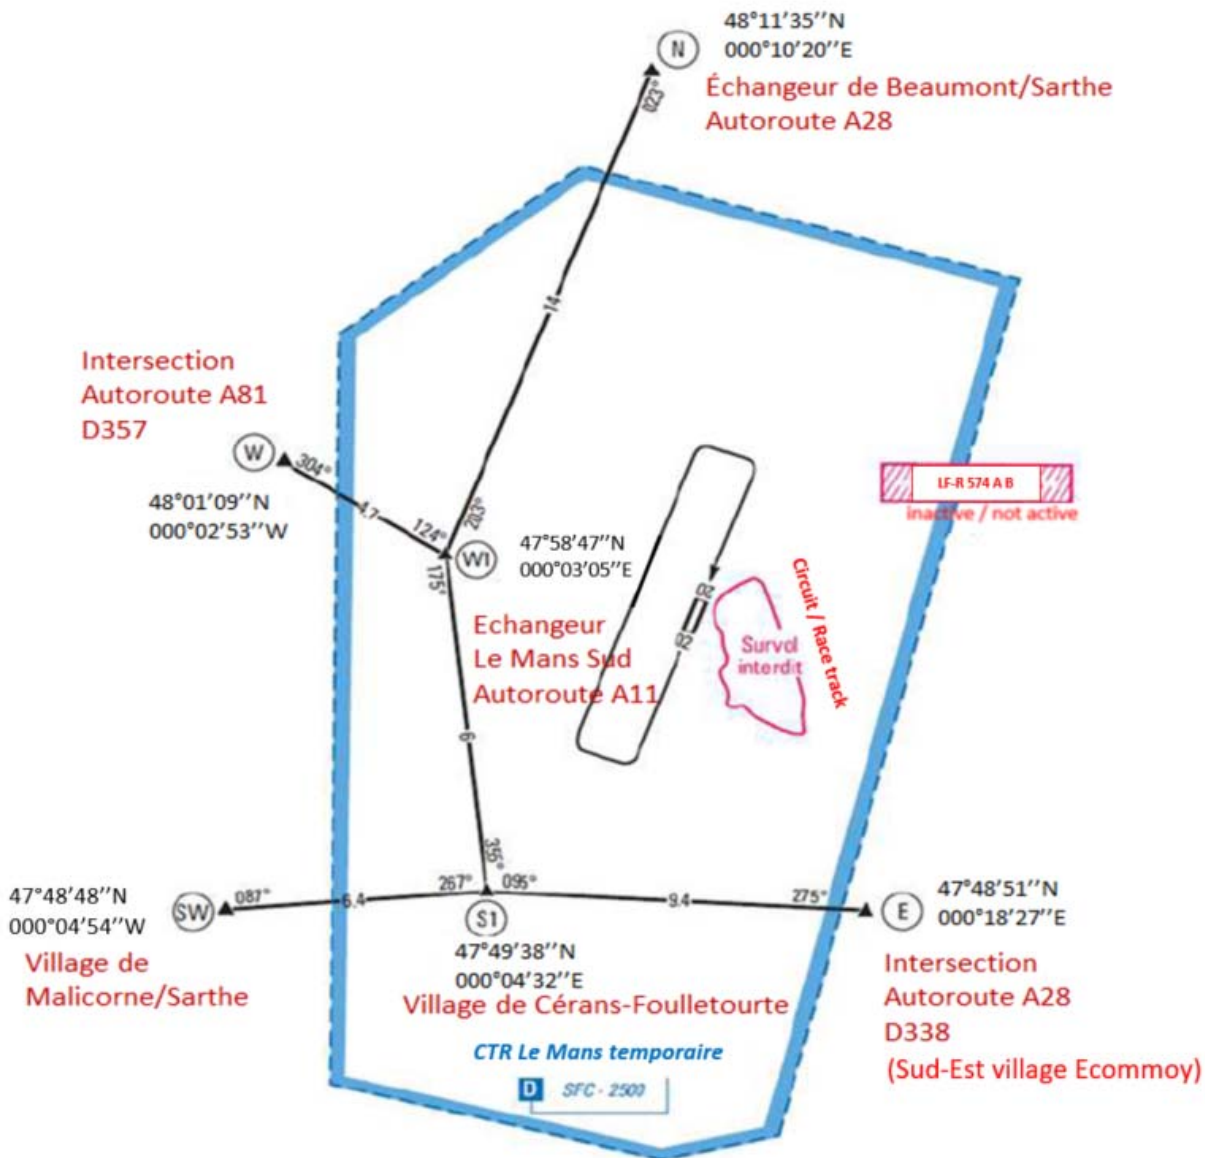 48°11'35''N
N
000°10'20''E
Échangeur de Beaumont/Sarthe
Autoroute A28
023°
14
Intersection
Autoroute A81
D357
W
304°
48°01'09''N
000°02'53''W
4.7
124°
203°
W1
175°
47°58'47''N
000°03'05''E
LF-R 574 A B
inactive / not active
Echangeur
Le Mans Sud
Autoroute A11
20
02
Circuit / Race track
Survol
interdit
9
355°
47°48'48''N
000°04'54''W
SW
087°
6.4
267°
095°
9.4
275°
E
47°48'51''N
000°18'27''E
S1
47°49'38''N
000°04'32''E
Village de
Malicorne/Sarthe
Village de Cérans-Foulletourte
Intersection
Autoroute A28
D338
(Sud-Est village Ecommoy)
CTR Le Mans temporaire
D SFC - 2500